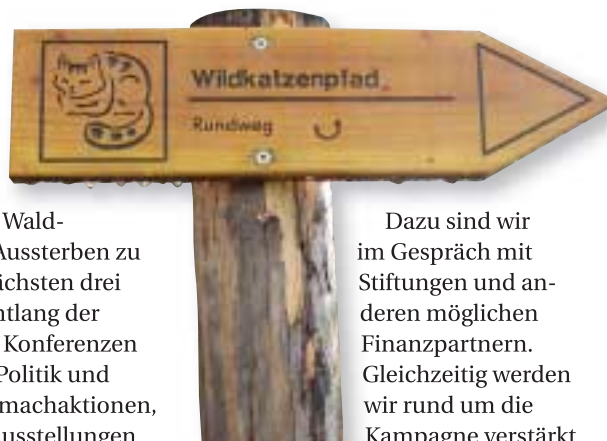 Wildkatzenpfad
Rundweg
Wald-
Aussterben zu
ächsten drei
ntlang der
Konferenzen
Politik und
machaktionen,
usstellungen
Dazu sind wir
im Gespräch mit
Stiftungen und an-
deren möglichen
Finanzpartnern.
Gleichzeitig werden
wir rund um die
Kampagne verstärkt